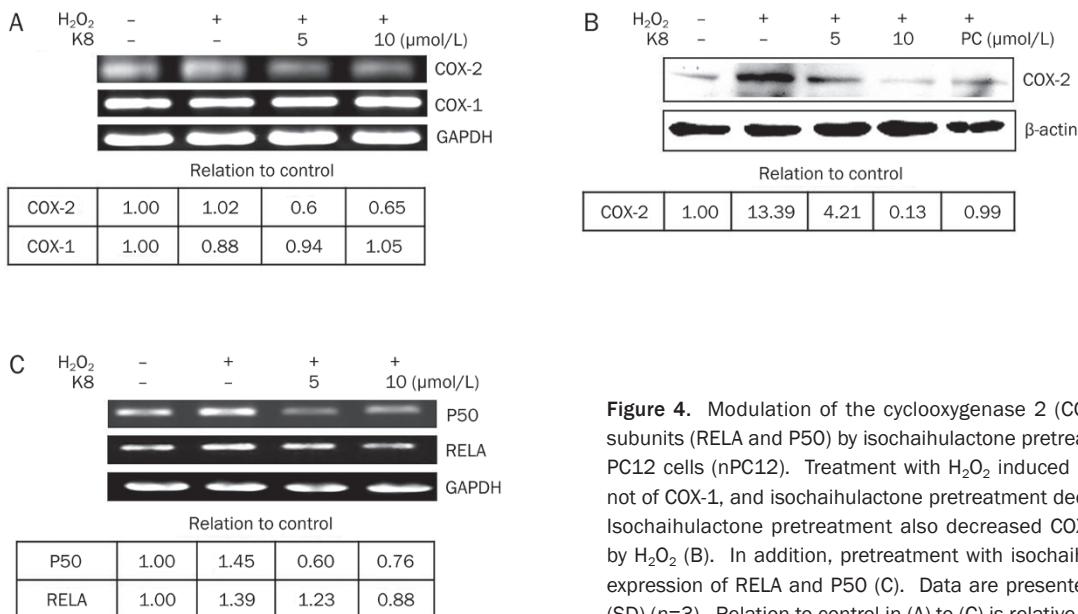 A
H₂O₂ – + + +
K8 – – 5 10 (μmol/L)
COX-2
COX-1
GAPDH
Relation to control
COX-2 1.00 1.02 0.6 0.65
COX-1 1.00 0.88 0.94 1.05
B
H₂O₂ – + + + +
K8 – – 5 10 PC (μmol/L)
COX-2
β-actin
Relation to control
COX-2 1.00 13.39 4.21 0.13 0.99
C
H₂O₂ – + + +
K8 – – 5 10 (μmol/L)
P50
RELA
GAPDH
Relation to control
P50 1.00 1.45 0.60 0.76
RELA 1.00 1.39 1.23 0.88
Figure 4. Modulation of the cyclooxygenase 2 (CO
subunits (RELA and P50) by isochaihulactone pretrea
PC12 cells (nPC12). Treatment with H₂O₂ induced
not of COX-1, and isochaihulactone pretreatment dec
Isochaihulactone pretreatment also decreased COX
by H₂O₂ (B). In addition, pretreatment with isochaih
expression of RELA and P50 (C). Data are presente
(SD) (n=3). Relation to control in (A) to (C) is relative